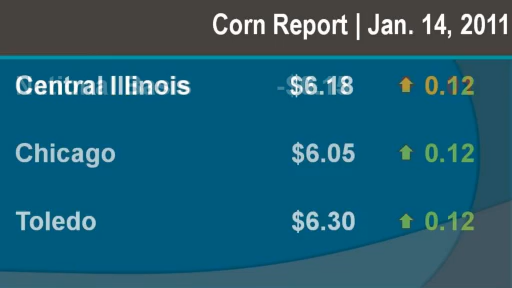 Corn Report | Jan. 14, 2011
Central Illinois $6.18 0.12
Chicago $6.05 0.12
Toledo $6.30 0.12